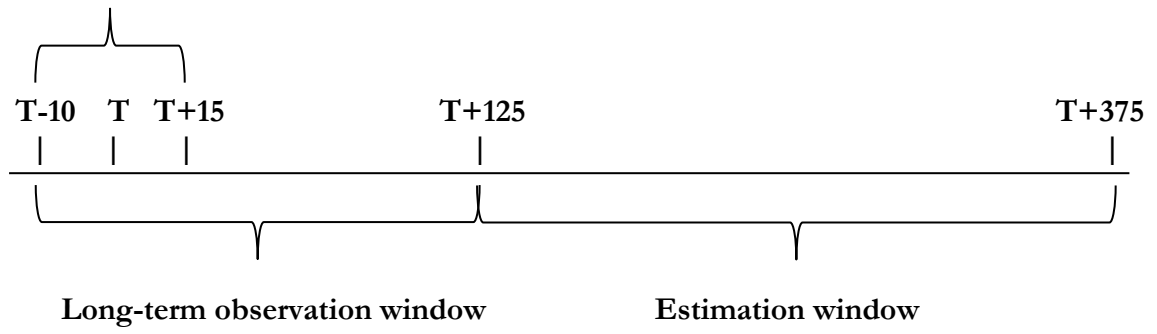 T-10 T T+15 T+125 T+375
Long-term observation window Estimation window